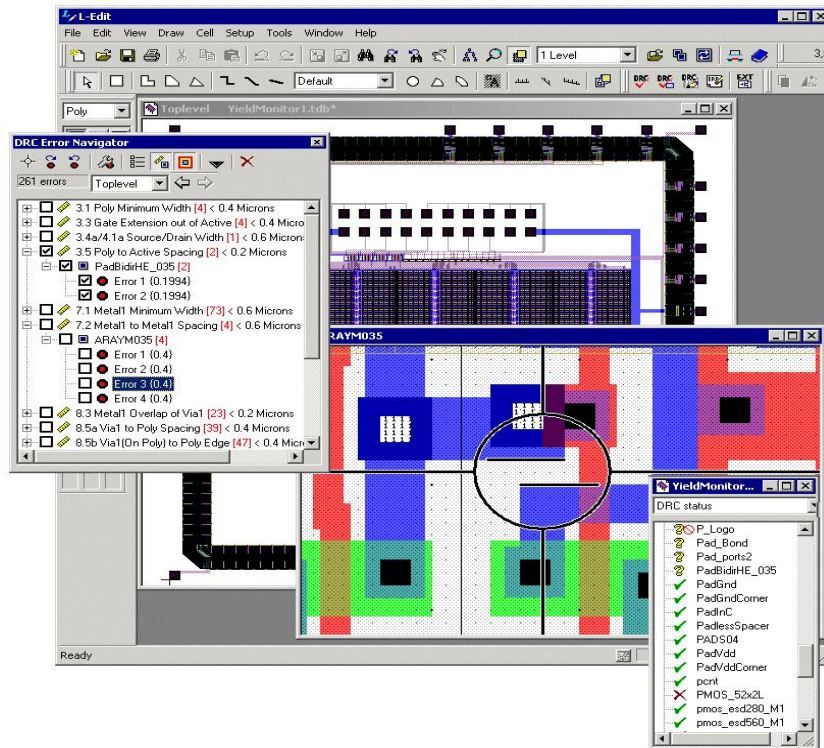 L-Edit
File Edit View Draw Cell Setup Tools Window Help
1 Level
Default
DRC DRC DRC EXT
Poly
Toplevel YieldMonitor1.tdb*
DRC Error Navigator
261 errors Toplevel
3.1 Poly Minimum Width [4] < 0.4 Microns
3.3 Gate Extension out of Active [4] < 0.4 Micro
3.4a/4.1a Source/Drain Width [1] < 0.6 Microns
3.5 Poly to Active Spacing [2] < 0.2 Microns
PadBidirHE_035 [2]
Error 1 {0.1994}
Error 2 {0.1994}
7.1 Metal1 Minimum Width [73] < 0.6 Microns
7.2 Metal1 to Metal1 Spacing [4] < 0.6 Microns
ARAYM035 [4]
Error 1 {0.4}
Error 2 {0.4}
Error 3 {0.4}
Error 4 {0.4}
8.3 Metal1 Overlap of Via1 [23] < 0.2 Microns
8.5a Via1 to Poly Spacing [39] < 0.4 Microns
8.5b Via1(On Poly) to Poly Edge [47] < 0.4 Micr
ARAYM035
YieldMonitor...
DRC status
P_Logo
Pad_Bond
Pad_ports2
PadBidirHE_035
PadGnd
PadGndCorner
PadInC
PadlessSpacer
PADS04
PadVdd
PadVddCorner
pcnt
PMOS_52x2L
pmos_esd280_M1
pmos_esd560_M1
Ready